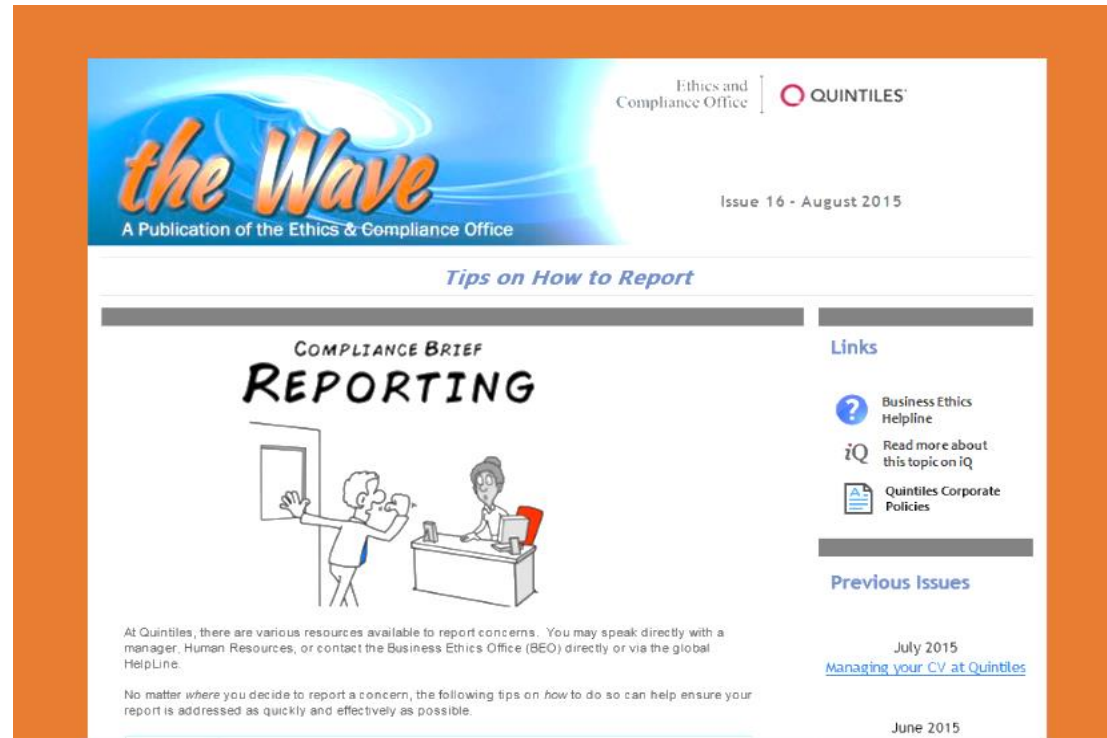 Ethics and
Compliance Office
QUINTILES
the Wave
A Publication of the Ethics & Compliance Office
Issue 16 - August 2015
Tips on How to Report
COMPLIANCE BRIEF
REPORTING
At Quintiles, there are various resources available to report concerns. You may speak directly with a
manager, Human Resources, or contact the Business Ethics Office (BEO) directly or via the global
HelpLine.
No matter where you decide to report a concern, the following tips on how to do so can help ensure your
report is addressed as quickly and effectively as possible.
Links
?
Business Ethics
Helpline
iQ
Read more about
this topic on iQ
A
Quintiles Corporate
Policies
Previous Issues
July 2015
Managing your CV at Quintiles
June 2015